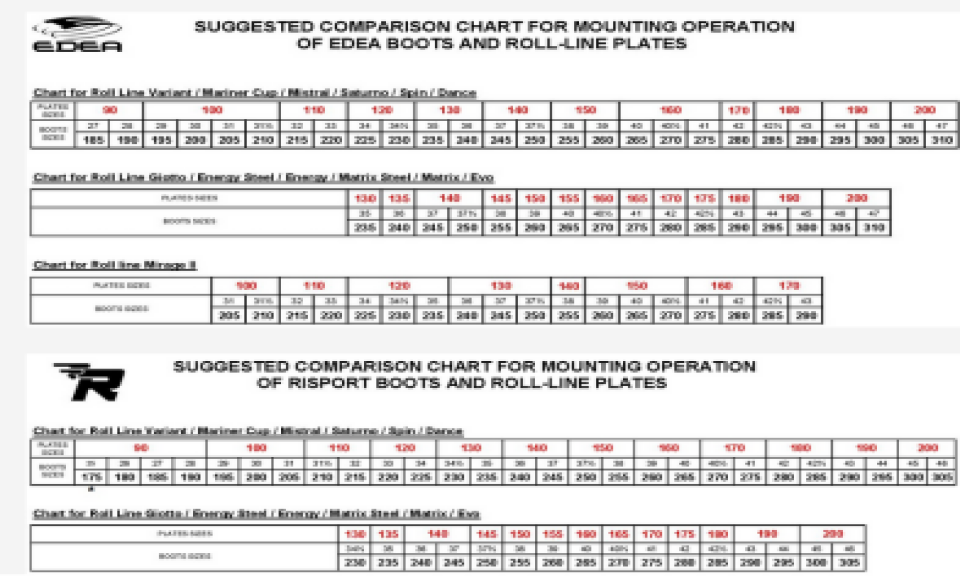 EDEA
SUGGESTED COMPARISON CHART FOR MOUNTING OPERATION
OF EDEA BOOTS AND ROLL-LINE PLATES
Chart for Roll Line Variant / Mariner Cup / Mistral / Saturno / Spin / Dance
PLATES SIZES 90 100 110 120 130 140 150 160 170 180 190 200
BOOTS SIZES 27 28 29 30 31 31½ 32 33 34 34½ 35 36 37 37½ 38 39 40 40½ 41 42 42½ 43 44 45 46 47
185 190 195 200 205 210 215 220 225 230 235 240 245 250 255 260 265 270 275 280 285 290 295 300 305 310
Chart for Roll Line Giotto / Energy Steel / Energy / Matrix Steel / Matrix / Evo
PLATES SIZES 130 135 140 145 150 155 160 165 170 175 180 190 200
BOOTS SIZES 35 36 37 37½ 38 39 40 40½ 41 42 42½ 43 44 45 46 47
235 240 245 250 255 260 265 270 275 280 285 290 295 300 305 310
Chart for Roll line Mirage II
PLATES SIZES 100 110 120 130 140 150 160 170
BOOTS SIZES 31 31½ 32 33 34 34½ 35 36 37 37½ 38 39 40 40½ 41 42 42½ 43
205 210 215 220 225 230 235 240 245 250 255 260 265 270 275 280 285 290
SUGGESTED COMPARISON CHART FOR MOUNTING OPERATION
OF RISPORT BOOTS AND ROLL-LINE PLATES
Chart for Roll Line Variant / Mariner Cup / Mistral / Saturno / Spin / Dance
PLATES SIZES 90 100 110 120 130 140 150 160 170 180 190 200
BOOTS SIZES 26 27 28 29 30 31 31½ 32 33 34 34½ 35 36 37 37½ 38 39 40 40½ 41 42 42½ 43 44 45 46
175 180 185 190 195 200 205 210 215 220 225 230 235 240 245 250 255 260 265 270 275 280 285 290 295 300 305
Chart for Roll Line Giotto / Energy Steel / Energy / Matrix Steel / Matrix / Evo
PLATES SIZES 130 135 140 145 150 155 160 165 170 175 180 190 200
BOOTS SIZES 34½ 35 36 37 37½ 38 39 40 40½ 41 42 42½ 43 44 45 46
230 235 240 245 250 255 260 265 270 275 280 285 290 295 300 305